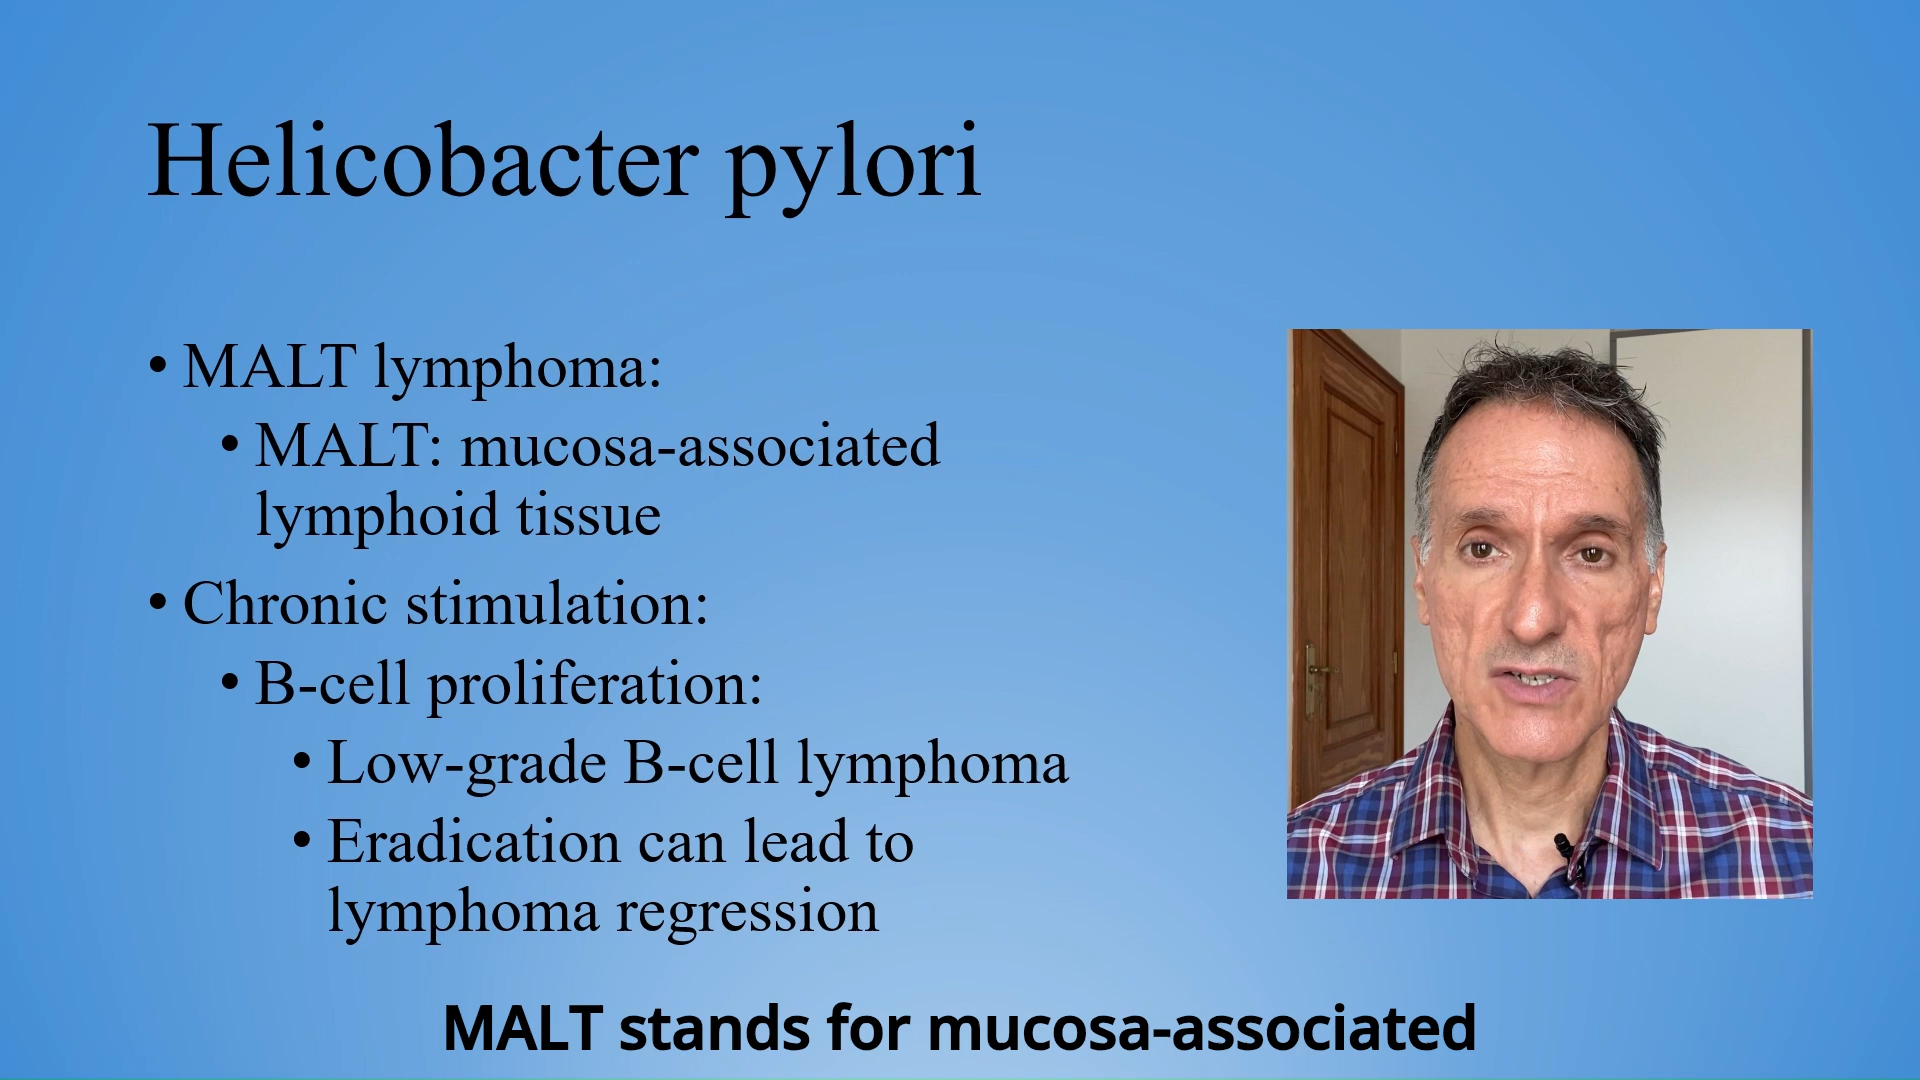 Helicobacter pylori
• MALT lymphoma:
• MALT: mucosa-associated
lymphoid tissue
• Chronic stimulation:
• B-cell proliferation:
• Low-grade B-cell lymphoma
• Eradication can lead to
lymphoma regression
MALT stands for mucosa-associated